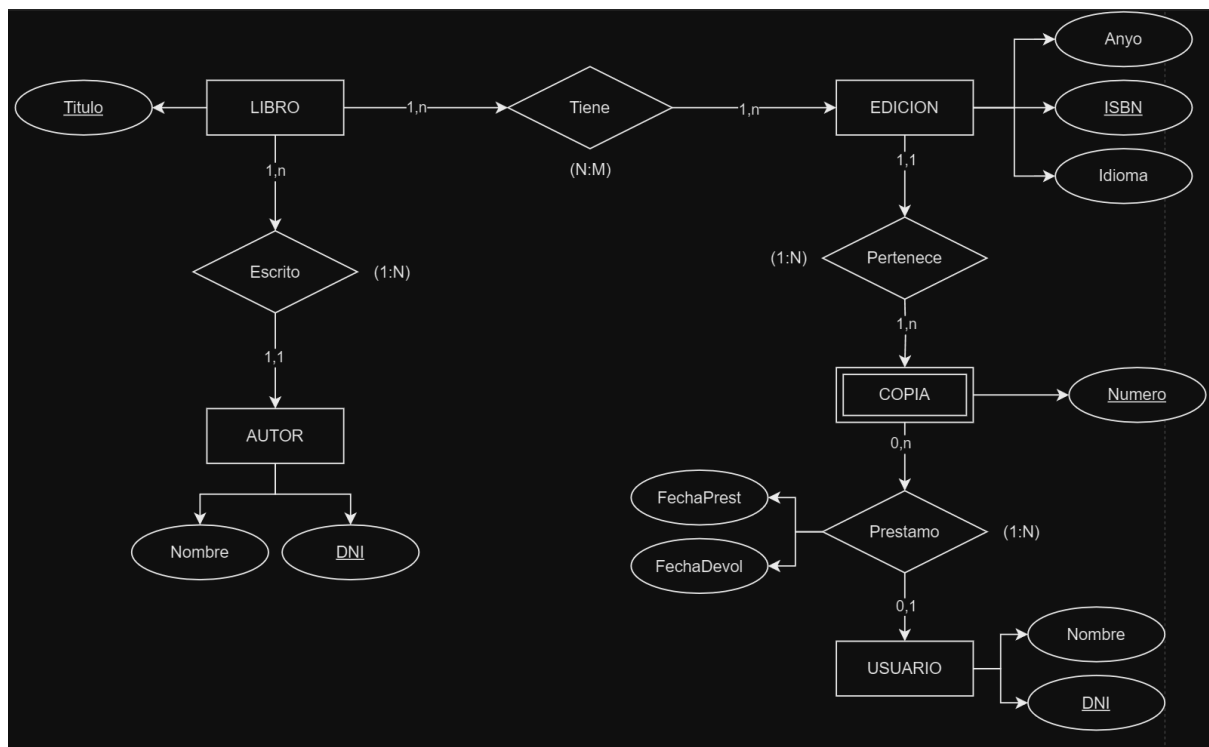 Anyo
Titulo
LIBRO
1,n
Tiene
1,n
EDICION
ISBN
(N:M)
Idioma
1,n
1,1
Escrito
(1:N)
(1:N)
Pertenece
1,1
1,n
COPIA
Numero
AUTOR
0,n
FechaPrest
Nombre
DNI
Prestamo
(1:N)
FechaDevol
0,1
Nombre
USUARIO
DNI